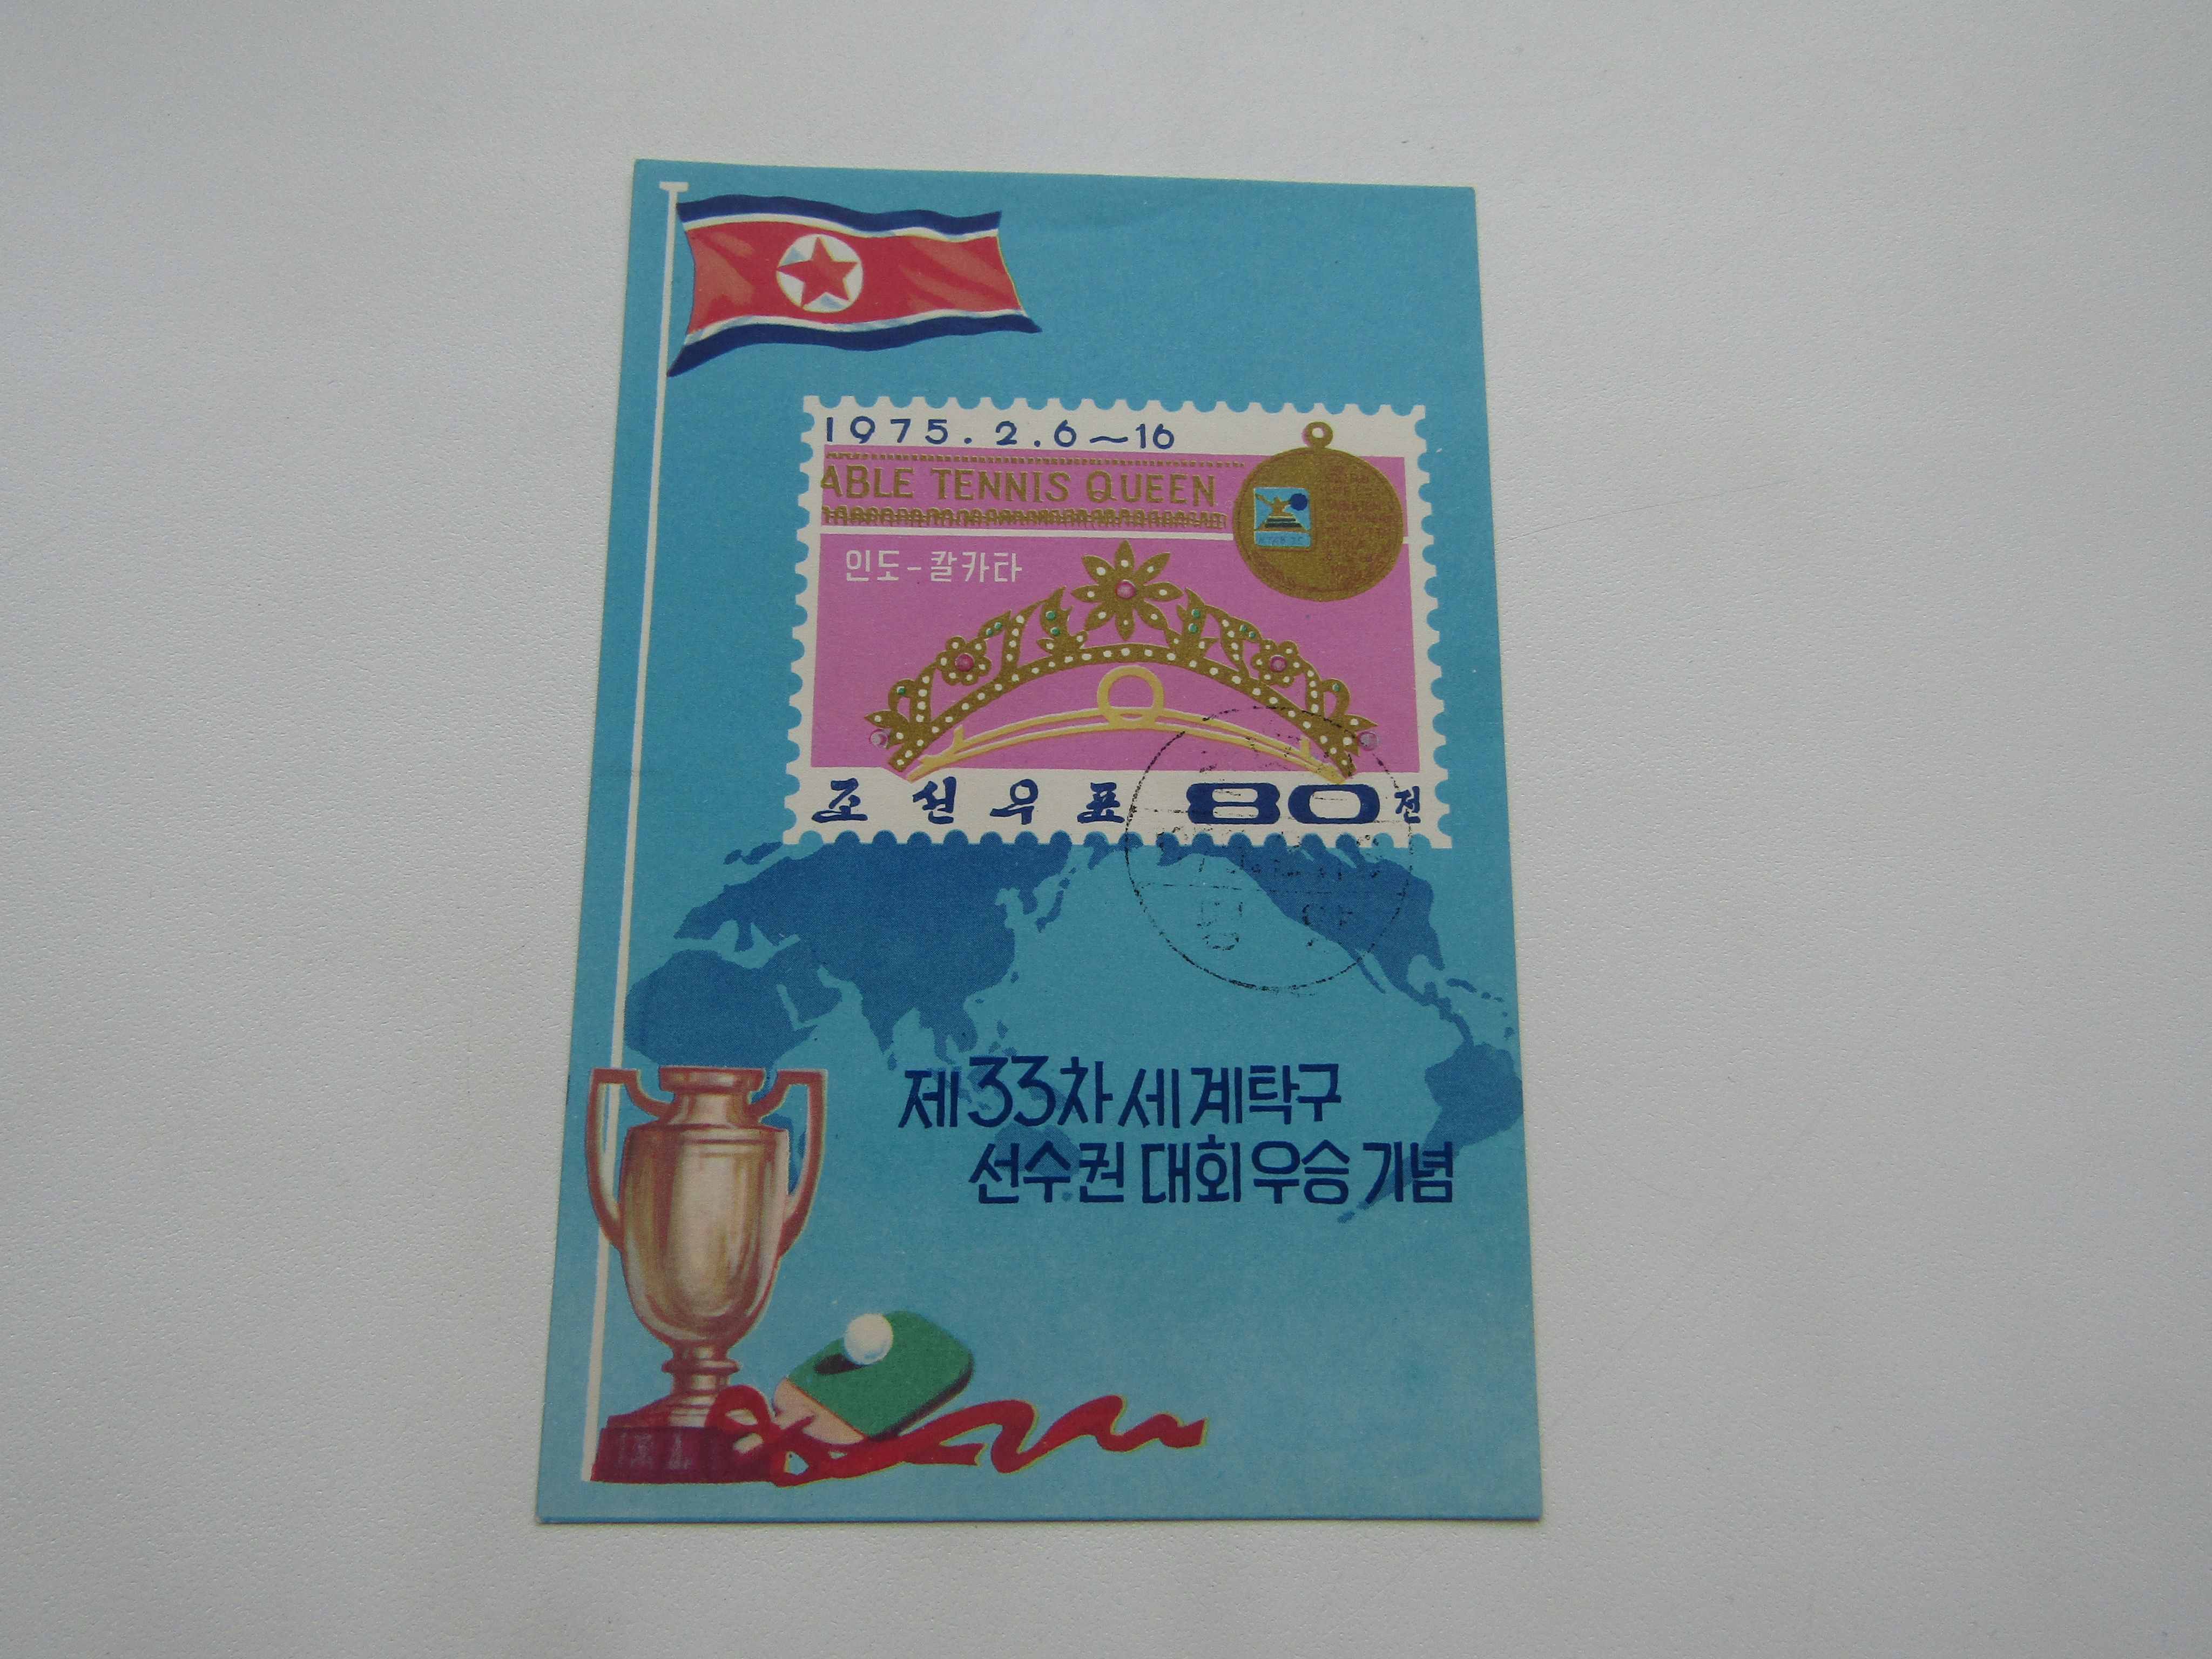 1975.2.6~16
ABLE TENNIS QUEEN
인도-칼카타
조선우표 80전
제33차세계탁구
선수권대회우승기념